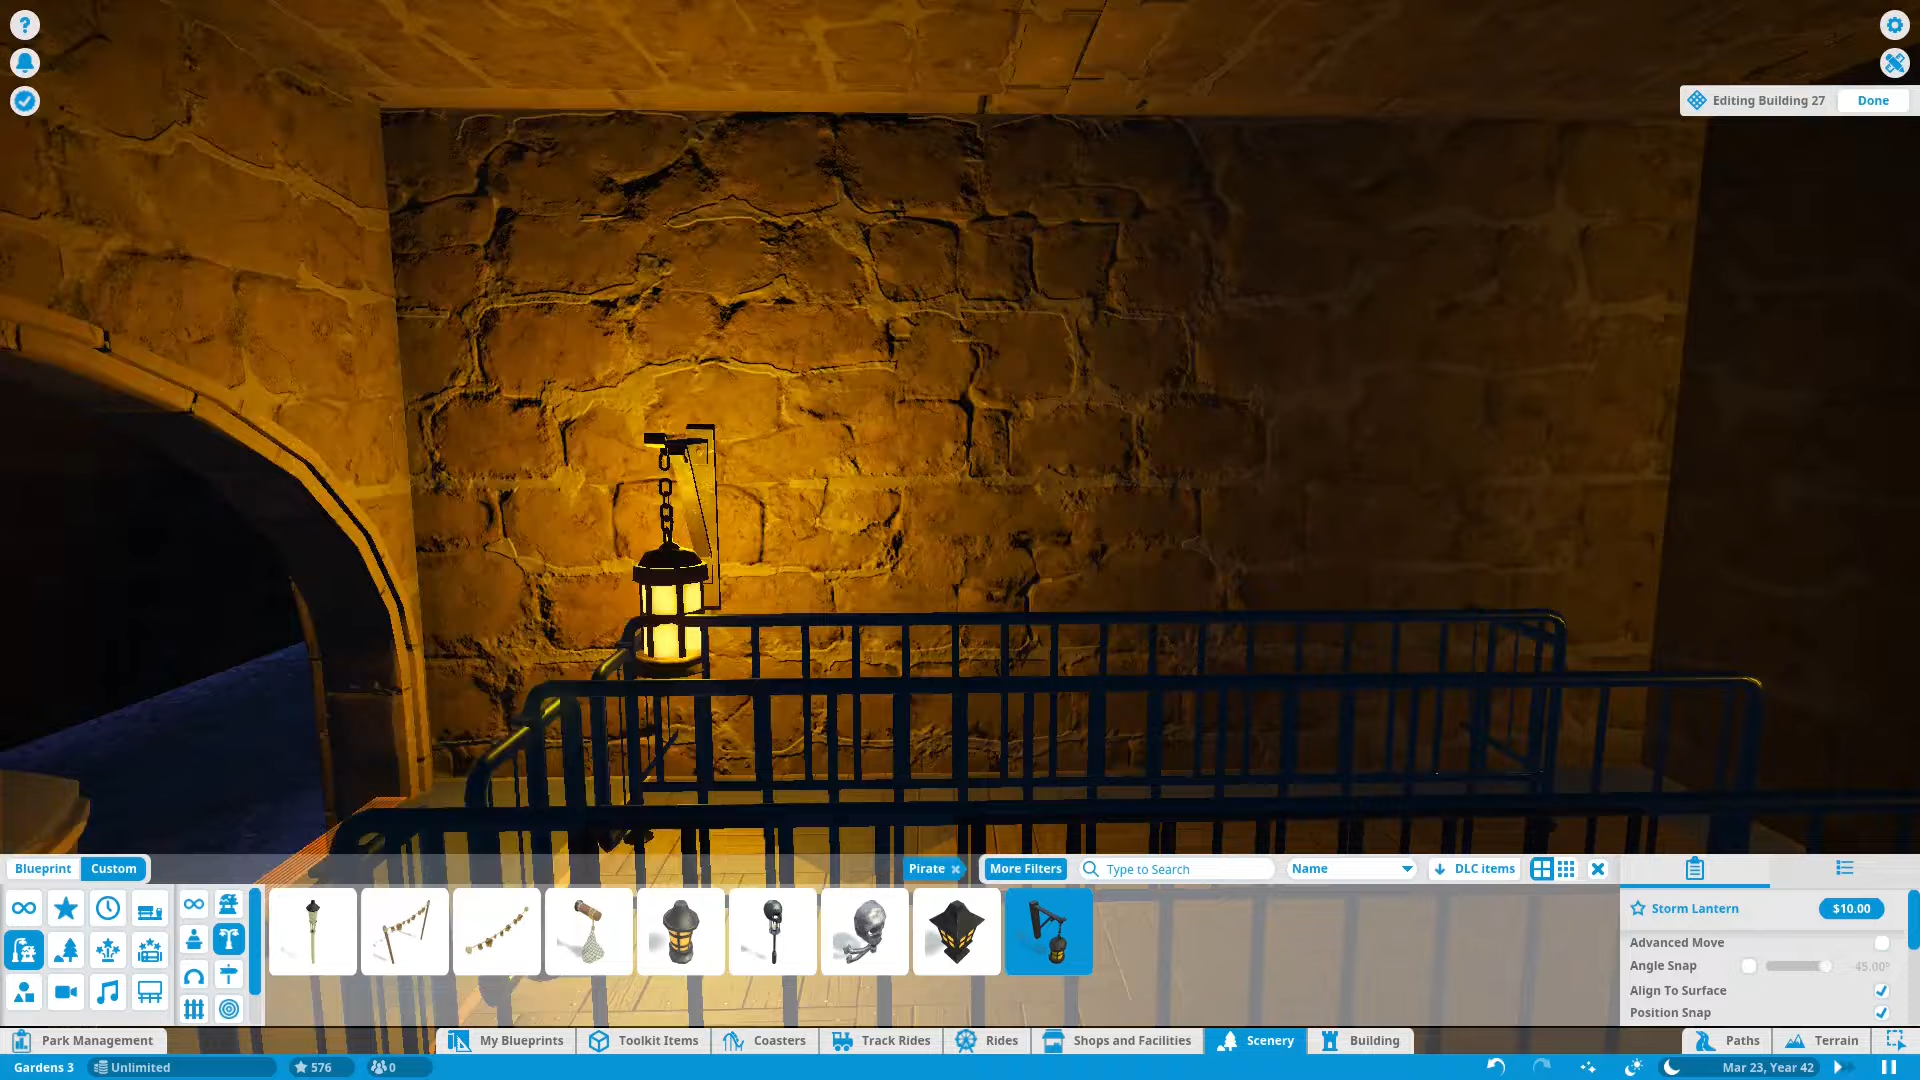 ?
Editing Building 27 Done
Blueprint Custom
Pirate × More Filters Type to Search Name DLC items
Storm Lantern $10.00
Advanced Move
Angle Snap 45.00°
Align To Surface
Position Snap
Park Management My Blueprints Toolkit Items Coasters Track Rides Rides Shops and Facilities Scenery Building Paths Terrain
Gardens 3 Unlimited 576 0 Mar 23, Year 42